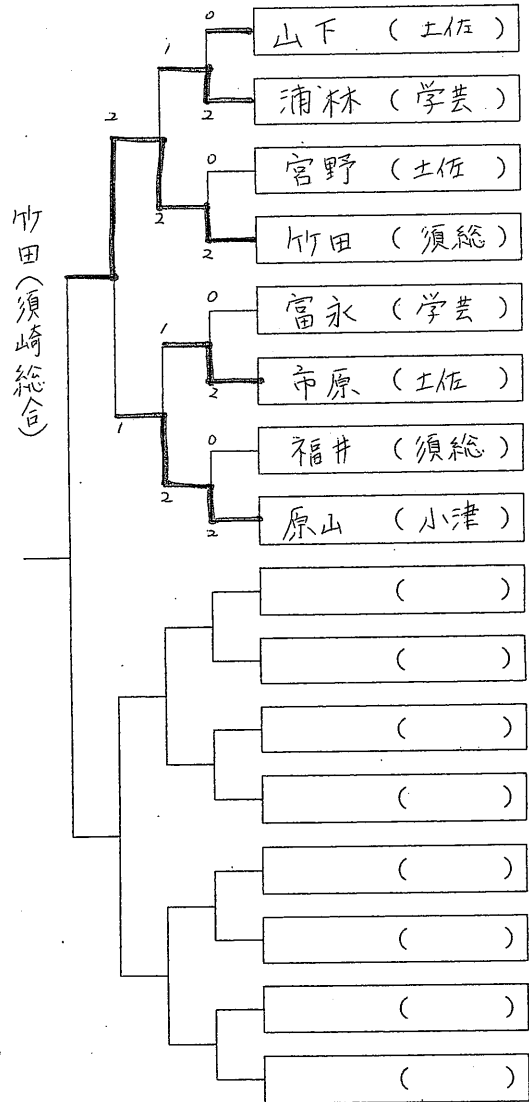 竹田(須崎総合)
2
1
1
2
0
2
山下 (土佐)
浦林 (学芸)
0
2
宮野 (土佐)
竹田 (須総)
1
2
0
2
富永 (学芸)
市原 (土佐)
0
2
福井 (須総)
原山 (小津)
( )
( )
( )
( )
( )
( )
( )
( )